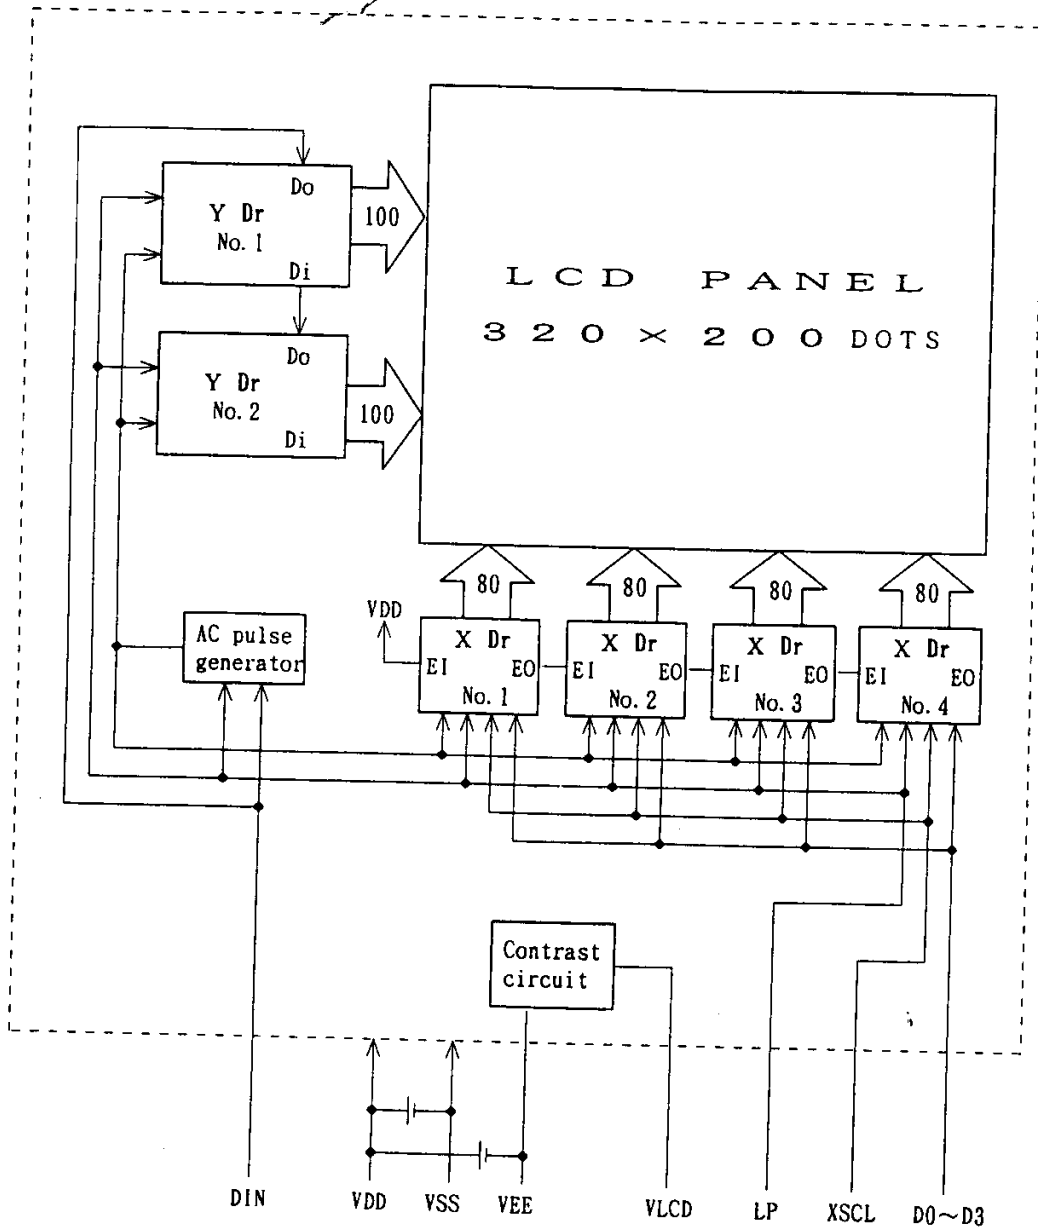 Do
Y Dr
No. 1
Di
100
LCD PANEL
320 × 200 DOTS
Do
Y Dr
No. 2
Di
100
80
80
80
80
VDD
X Dr
EI
EO
No. 1
X Dr
EI
EO
No. 2
X Dr
EI
EO
No. 3
X Dr
EI
EO
No. 4
AC pulse
generator
Contrast
circuit
DIN
VDD
VSS
VEE
VLCD
LP
XSCL
D0~D3